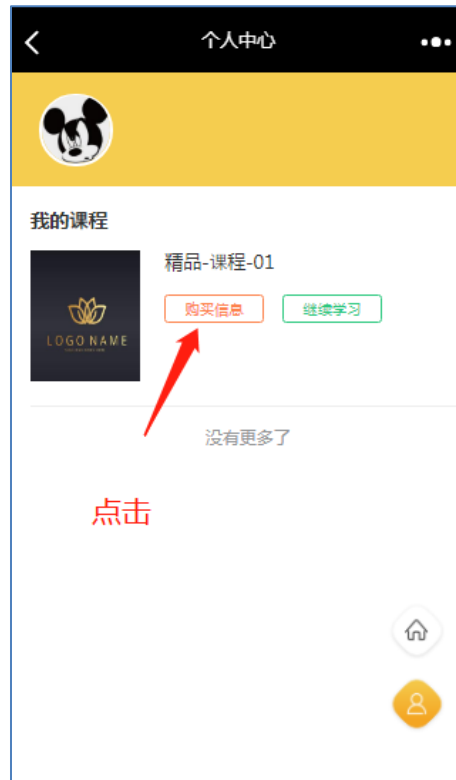 个人中心
我的课程
精品-课程-01
购买信息 继续学习
LOGO NAME
没有更多了
点击